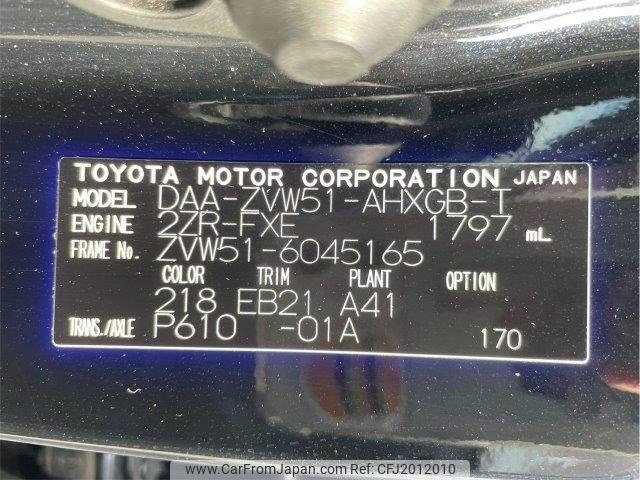 TOYOTA MOTOR CORPORATION JAPAN
MODEL DAA-ZVW51-AHXGB-T
ENGINE 2ZR-FXE 1797 mL
FRAME No. ZVW51-6045165
COLOR TRIM PLANT OPTION
218 EB21 A41
TRANS./AXLE P610 -01A 170
www.CarFromJapan.com | CFJ2012010